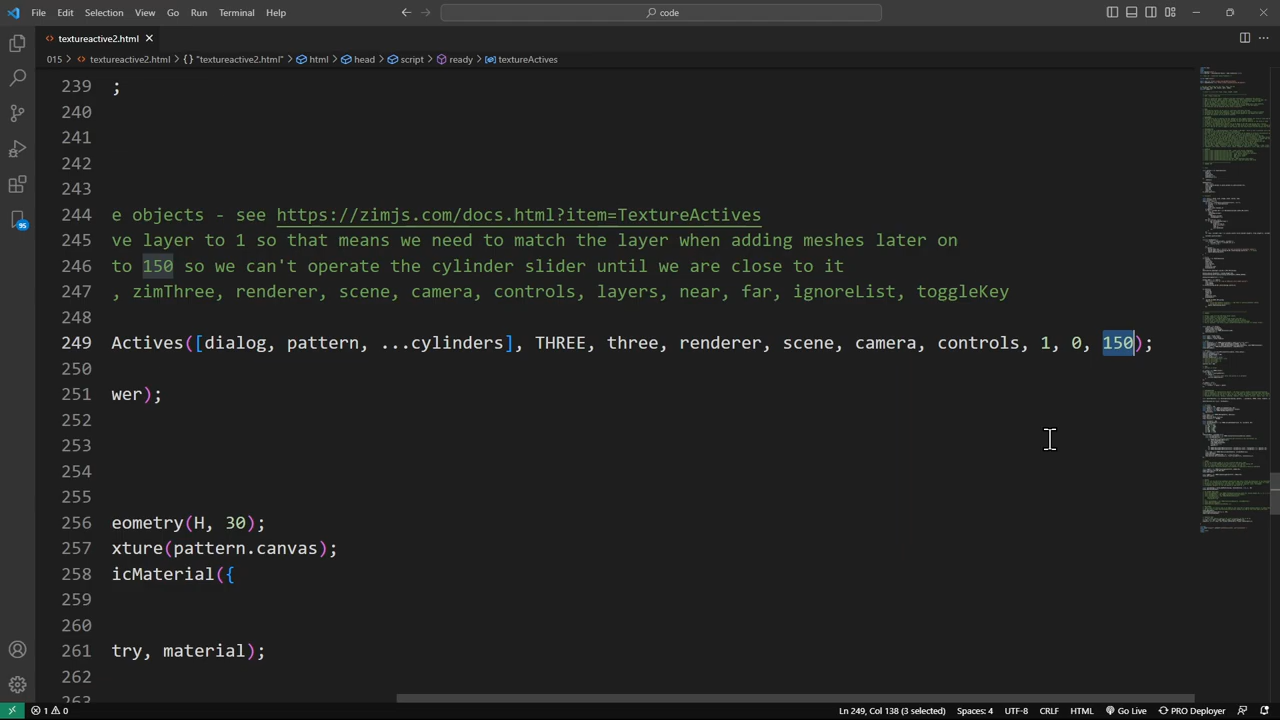 File Edit Selection View Go Run Terminal Help
code
textureactive2.html
015 > textureactive2.html > {} "textureactive2.html" > html > head > script > ready > textureActives
239 ;
240
241
242
243
244 e objects - see https://zimjs.com/docs.html?item=TextureActives
245 ve layer to 1 so that means we need to match the layer when adding meshes later on
246 to 150 so we can't operate the cylinder slider until we are close to it
247 , zimThree, renderer, scene, camera, controls, layers, near, far, ignoreList, toggleKey
248
249 Actives([dialog, pattern, ...cylinders], THREE, three, renderer, scene, camera, ontrols, 1, 0, 150);
250
251 wer);
252
253
254
255
256 eometry(H, 30);
257 xture(pattern.canvas);
258 icMaterial({
259
260
261 try, material);
262
263
95
1 0 Ln 249, Col 138 (3 selected) Spaces: 4 UTF-8 CRLF HTML Go Live PRO Deployer